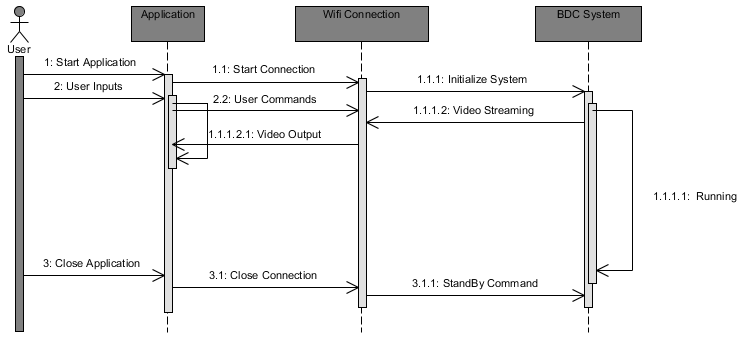 Application
Wifi Connection
BDC System
User
1: Start Application
1.1: Start Connection
1.1.1: Initialize System
2: User Inputs
2.2: User Commands
1.1.1.2: Video Streaming
1.1.1.2.1: Video Output
1.1.1.1: Running
3: Close Application
3.1: Close Connection
3.1.1: StandBy Command